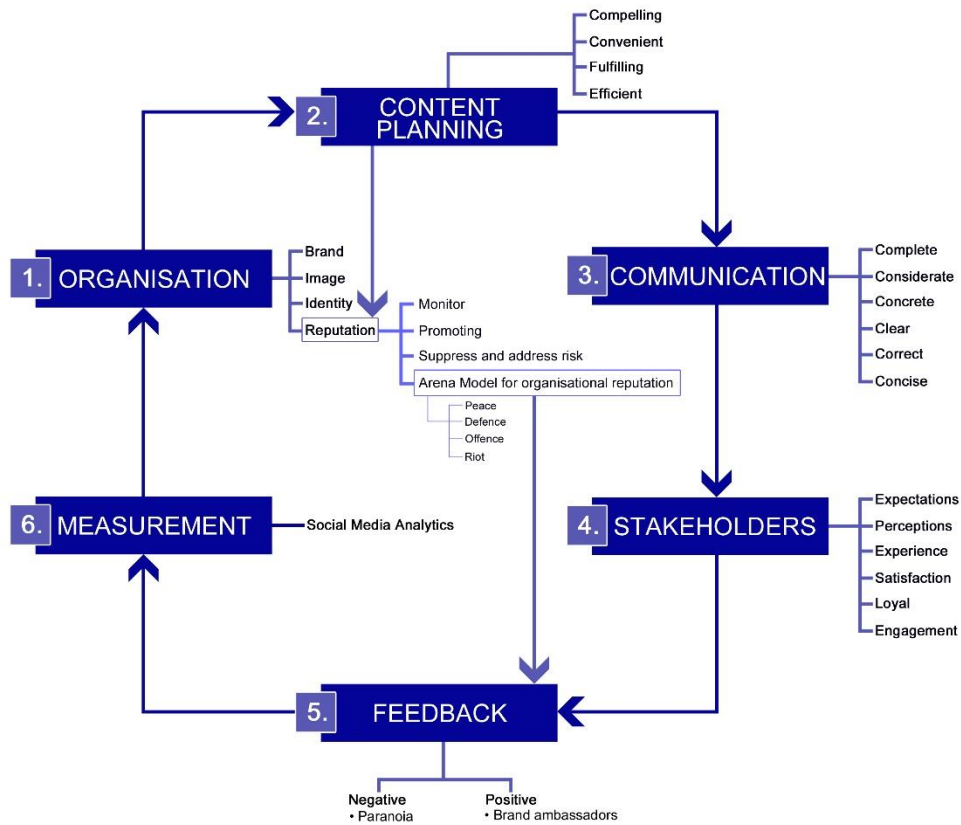 Compelling
Convenient
Fulfilling
Efficient
2.
CONTENT
PLANNING
1.
ORGANISATION
Brand
Image
Identity
Reputation
Monitor
Promoting
Suppress and address risk
Arena Model for organisational reputation
Peace
Defence
Offence
Riot
3.
COMMUNICATION
Complete
Considerate
Concrete
Clear
Correct
Concise
6.
MEASUREMENT
Social Media Analytics
4.
STAKEHOLDERS
Expectations
Perceptions
Experience
Satisfaction
Loyal
Engagement
5.
FEEDBACK
Negative
• Paranoia
Positive
• Brand ambassadors